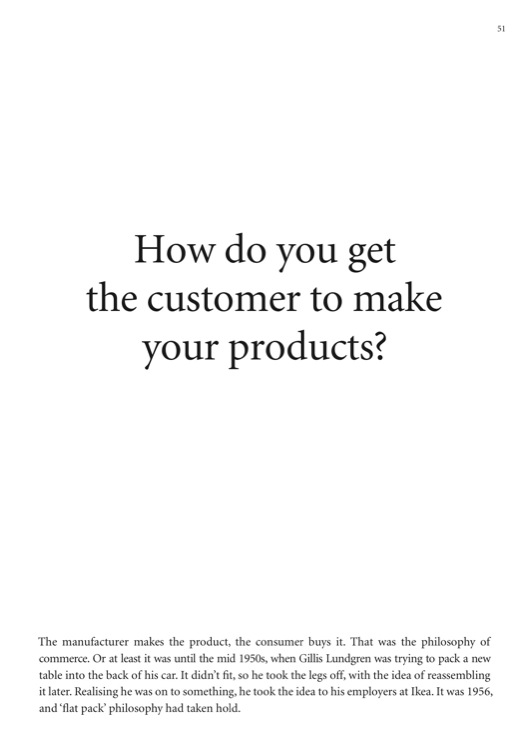 51
How do you get
the customer to make
your products?
The manufacturer makes the product, the consumer buys it. That was the philosophy of
commerce. Or at least it was until the mid 1950s, when Gillis Lundgren was trying to pack a new
table into the back of his car. It didn't fit, so he took the legs off, with the idea of reassembling
it later. Realising he was on to something, he took the idea to his employers at Ikea. It was 1956,
and ‘flat pack’ philosophy had taken hold.